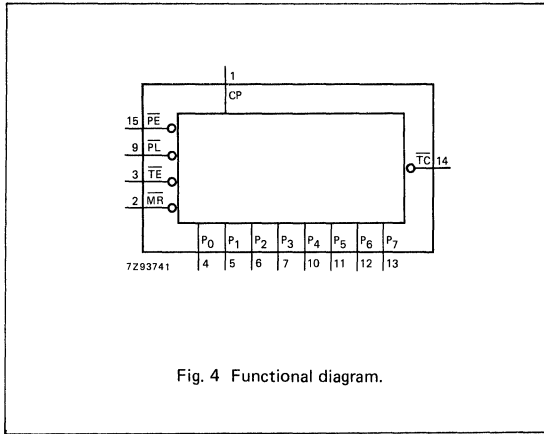 1
CP
15 PE
9 PL
3 TE
2 MR
TC 14
P0 P1 P2 P3 P4 P5 P6 P7
7Z93741 4 5 6 7 10 11 12 13
Fig. 4 Functional diagram.